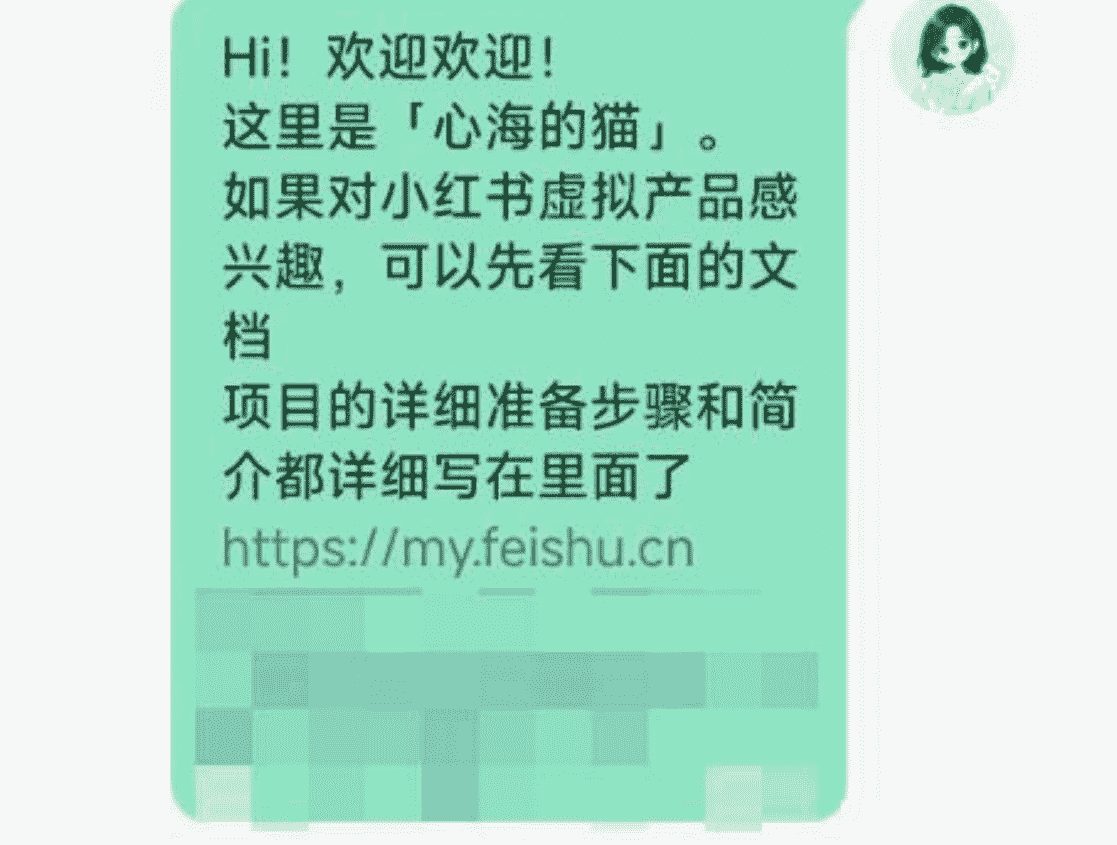 Hi！欢迎欢迎！
这里是「心海的猫」。
如果对小红书虚拟产品感
兴趣，可以先看下面的文
档
项目的详细准备步骤和简
介都详细写在里面了
https://my.feishu.cn